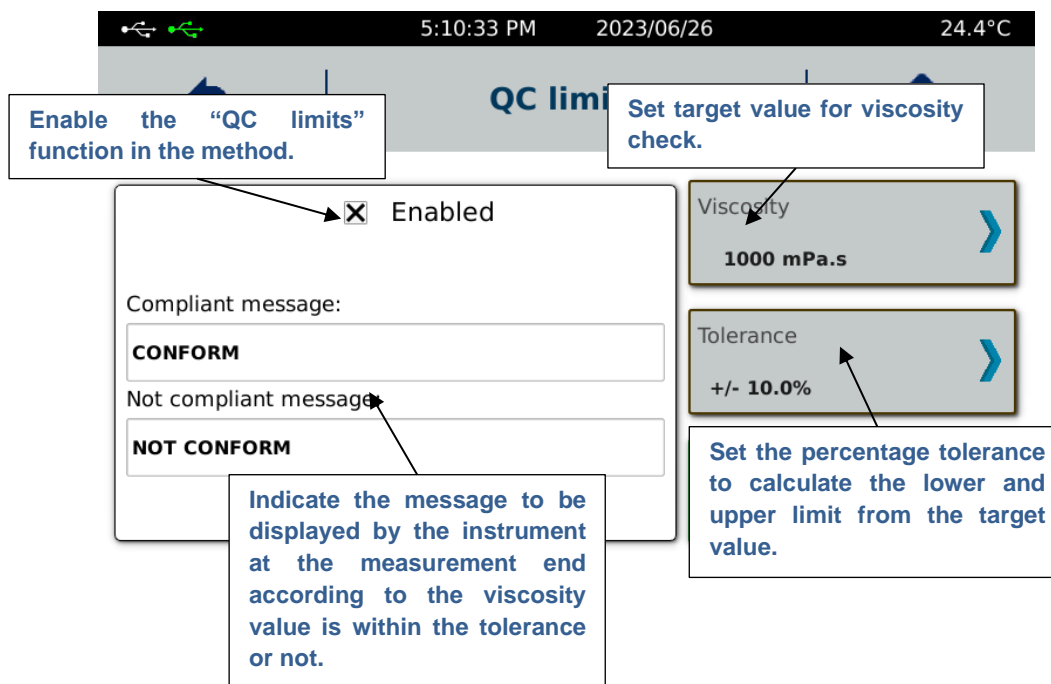 5:10:33 PM 2023/06/26 24.4°C
QC limi
Enable the “QC limits”
function in the method.
Set target value for viscosity
check.
Enabled
Viscosity
1000 mPa.s
Compliant message:
CONFORM
Tolerance
+/- 10.0%
Not compliant message:
NOT CONFORM
Set the percentage tolerance
to calculate the lower and
upper limit from the target
value.
Indicate the message to be
displayed by the instrument
at the measurement end
according to the viscosity
value is within the tolerance
or not.